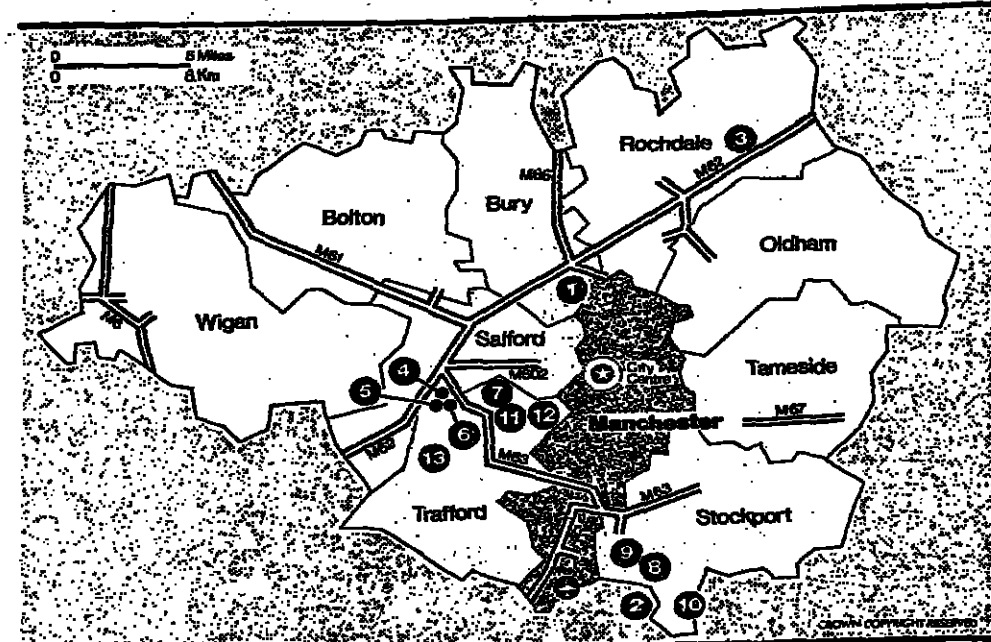 0 5 Miles
0 8 Km
Rochdale
3
M62
M66
Bury
Bolton
Oldham
M61
1
Wigan
Salford
M6
M602
City
Centre
Tameside
4
5
7
11
12
Manchester
M67
6
13
M63
M63
Trafford
Stockport
9
8
2
10
CROWN COPYRIGHT RESERVED